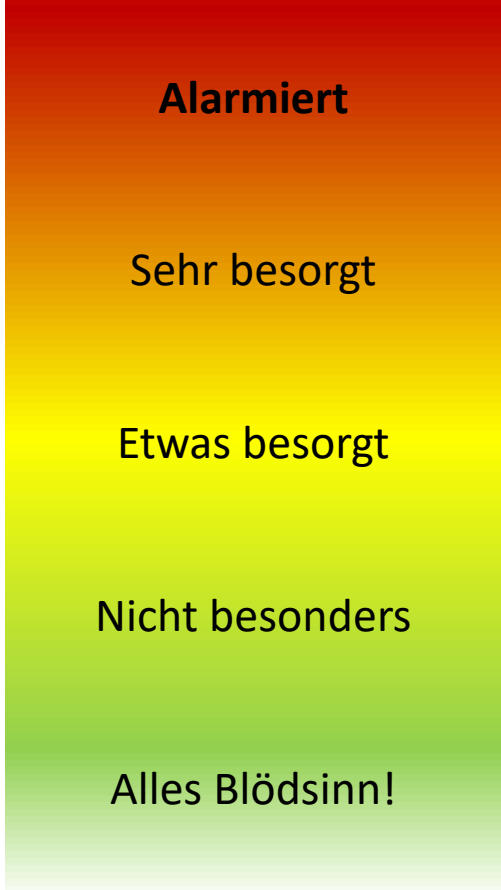 Alarmiert
Sehr besorgt
Etwas besorgt
Nicht besonders
Alles Blödsinn!